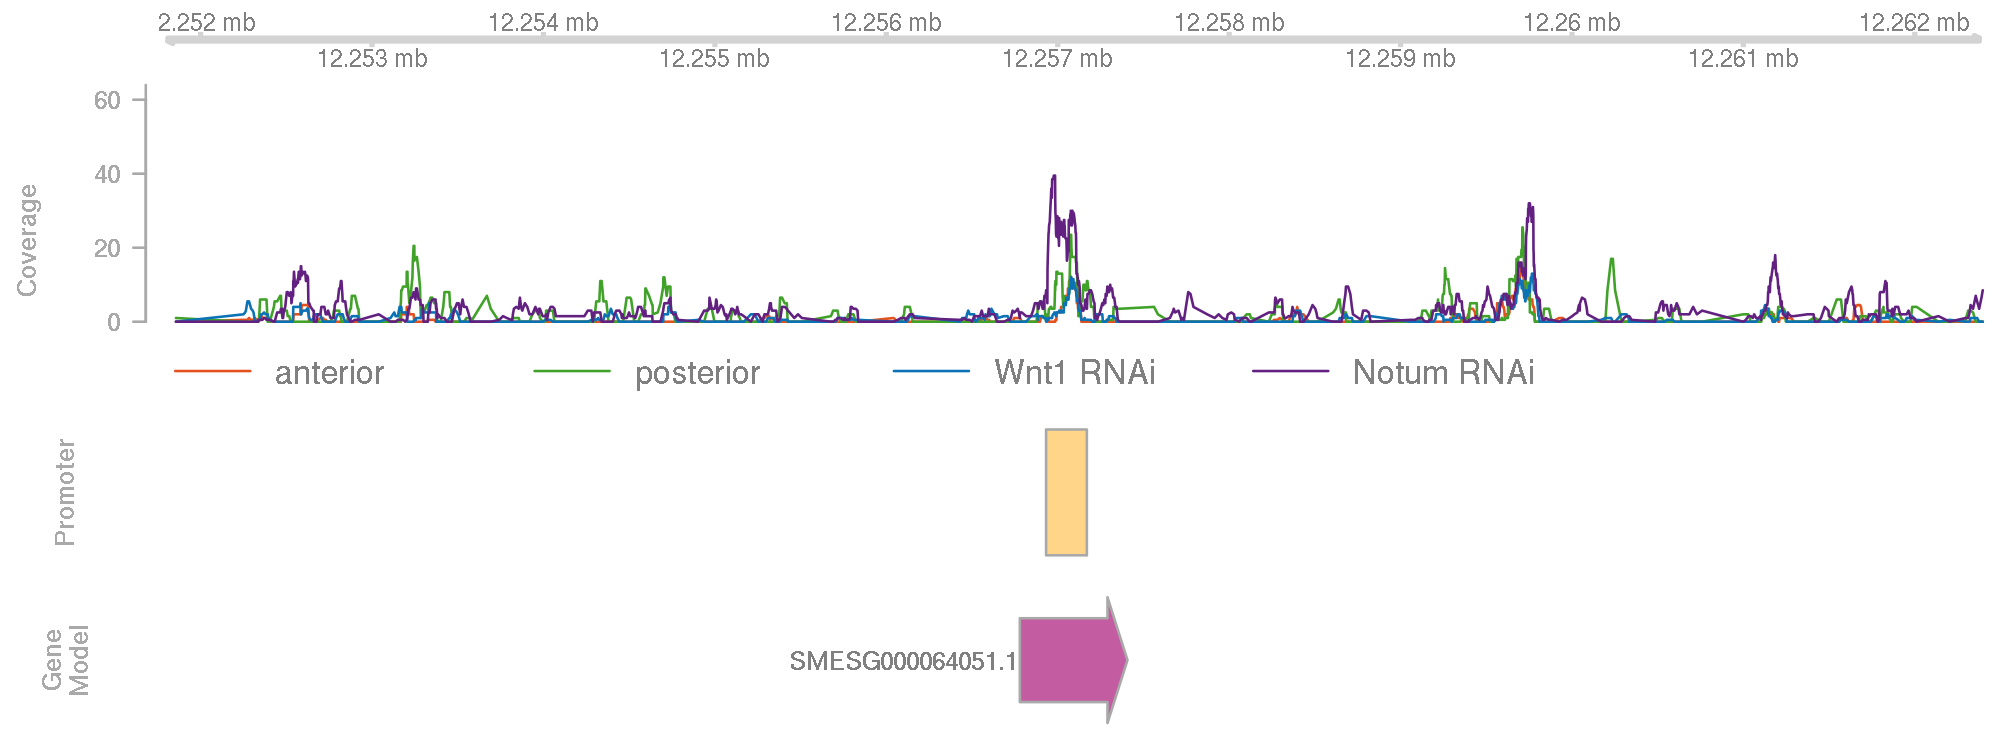 2.252 mb 12.254 mb 12.256 mb 12.258 mb 12.26 mb 12.262 mb
12.253 mb 12.255 mb 12.257 mb 12.259 mb 12.261 mb
60
40
20
0
Coverage
anterior posterior Wnt1 RNAi Notum RNAi
Promoter
SMESG000064051.1
Gene
Model